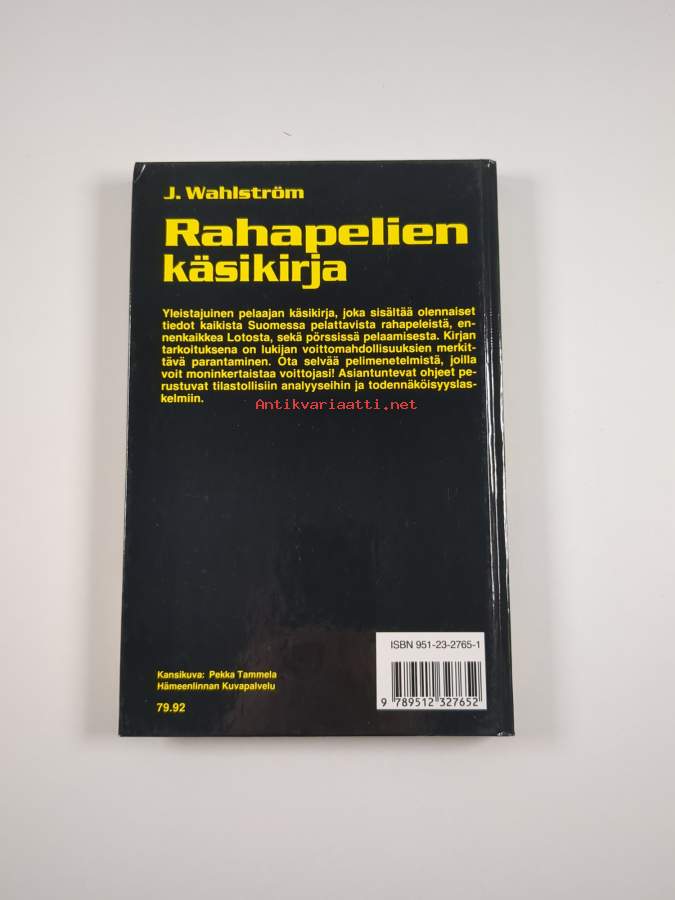 J. Wahlström
Rahapelien
käsikirja
Yleistajuinen pelaajan käsikirja, joka sisältää olennaiset
tiedot kaikista Suomessa pelattavista rahapeleistä, en-
nenkaikkea Lotosta, sekä pörssissä pelaamisesta. Kirjan
tarkoituksena on lukijan voittomahdollisuuksien merkit-
tävä parantaminen. Ota selvää pelimenetelmistä, joilla
voit moninkertaistaa voittojasi! Asiantuntevat ohjeet pe-
rustuvat tilastollisiin analyyseihin ja todennäköisyyslas-
kelmiin.
Antikvariaatti.net
ISBN 951-23-2765-1
9 789512 327652
Kansikuva: Pekka Tammela
Hämeenlinnan Kuvapalvelu
79.92